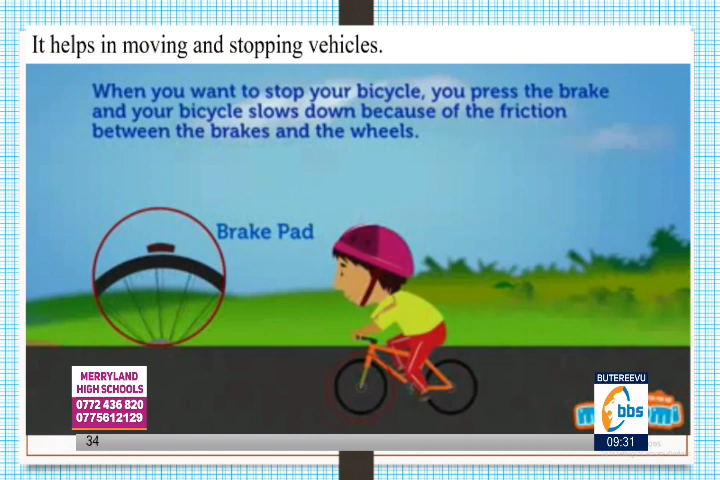 It helps in moving and stopping vehicles.
When you want to stop your bicycle, you press the brake
and your bicycle slows down because of the friction
between the brakes and the wheels.
Brake Pad
MERRYLAND
HIGH SCHOOLS
0772 436 820
0775612129
BUTEREEVU
bbs
09:31
34